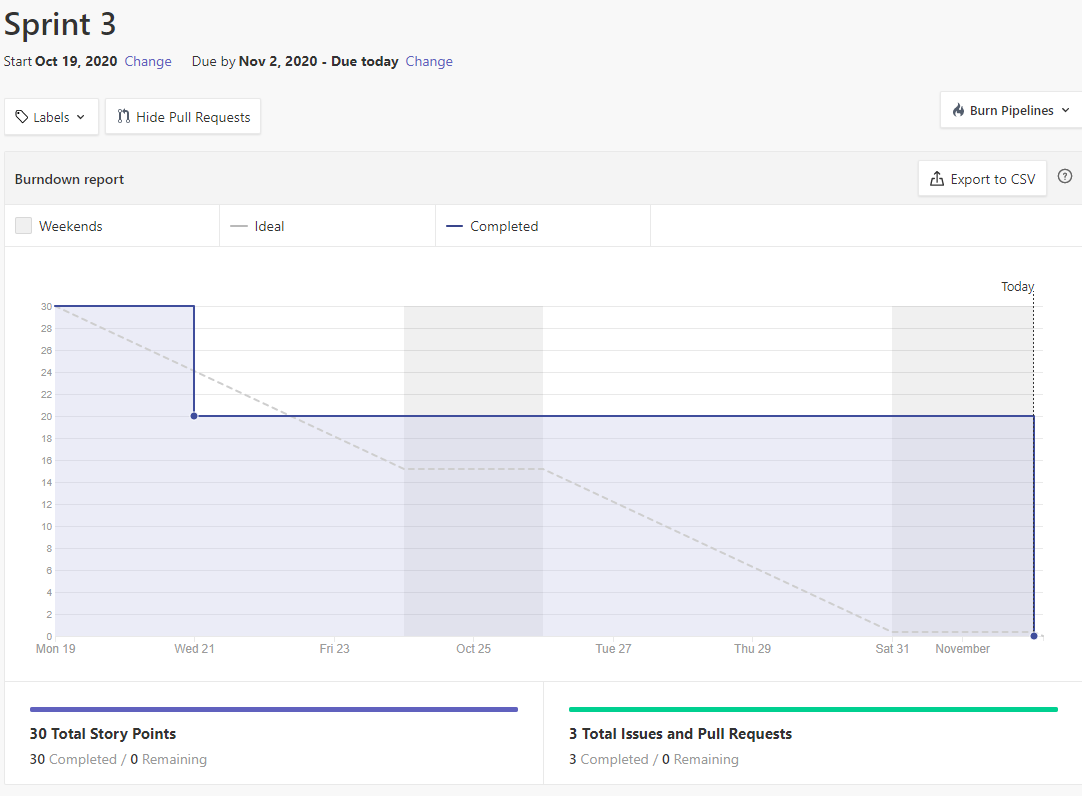 Sprint 3
Start Oct 19, 2020 Change Due by Nov 2, 2020 - Due today Change
Labels Hide Pull Requests Burn Pipelines
Burndown report Export to CSV
Weekends Ideal Completed
Today
30
28
26
24
22
20
18
16
14
12
10
8
6
4
2
0
Mon 19 Wed 21 Fri 23 Oct 25 Tue 27 Thu 29 Sat 31 November
30 Total Story Points
30 Completed / 0 Remaining
3 Total Issues and Pull Requests
3 Completed / 0 Remaining